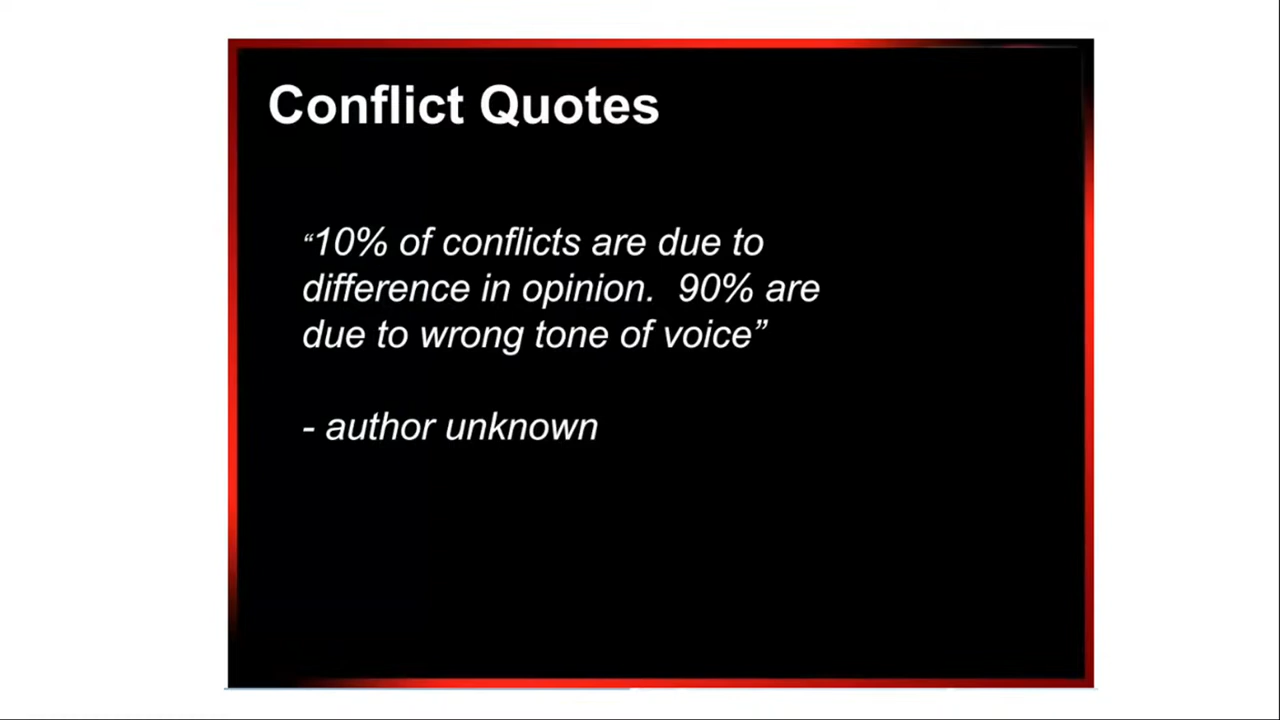 Conflict Quotes
“10% of conflicts are due to
difference in opinion.  90% are
due to wrong tone of voice”
- author unknown